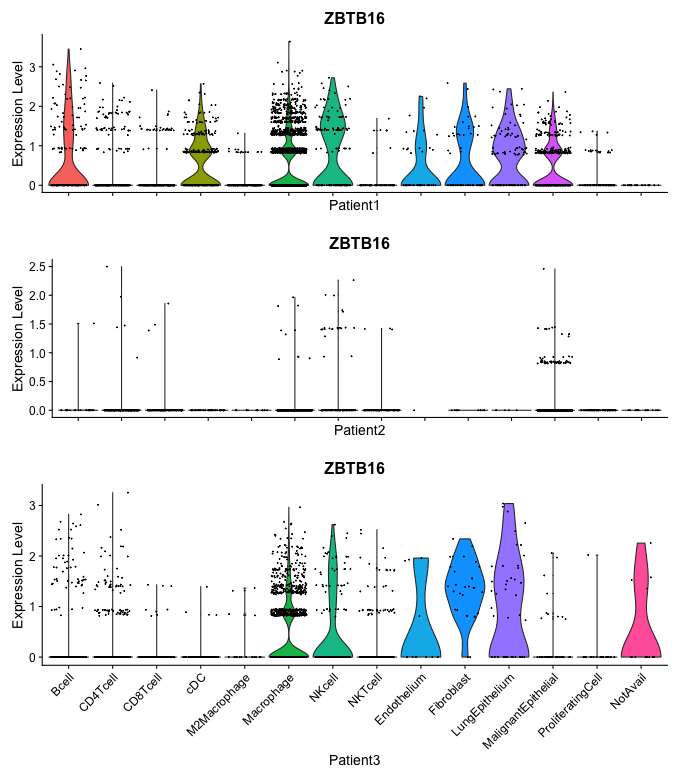 ZBTB16
Expression Level
3
2
1
0
Patient1
ZBTB16
Expression Level
2.5
2.0
1.5
1.0
0.5
0.0
Patient2
ZBTB16
Expression Level
3
2
1
0
Bcell
CD4Tcell
CD8Tcell
cDC
M2Macrophage
Macrophage
NKcell
NKTcell
Endothelium
Fibroblast
LungEpithelium
MalignantEpithelial
ProliferatingCell
NotAvail
Patient3